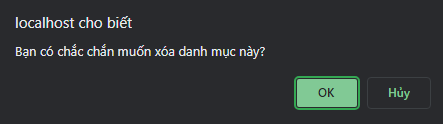 localhost cho biết
Bạn có chắc chắn muốn xóa danh mục này?
OK
Hủy